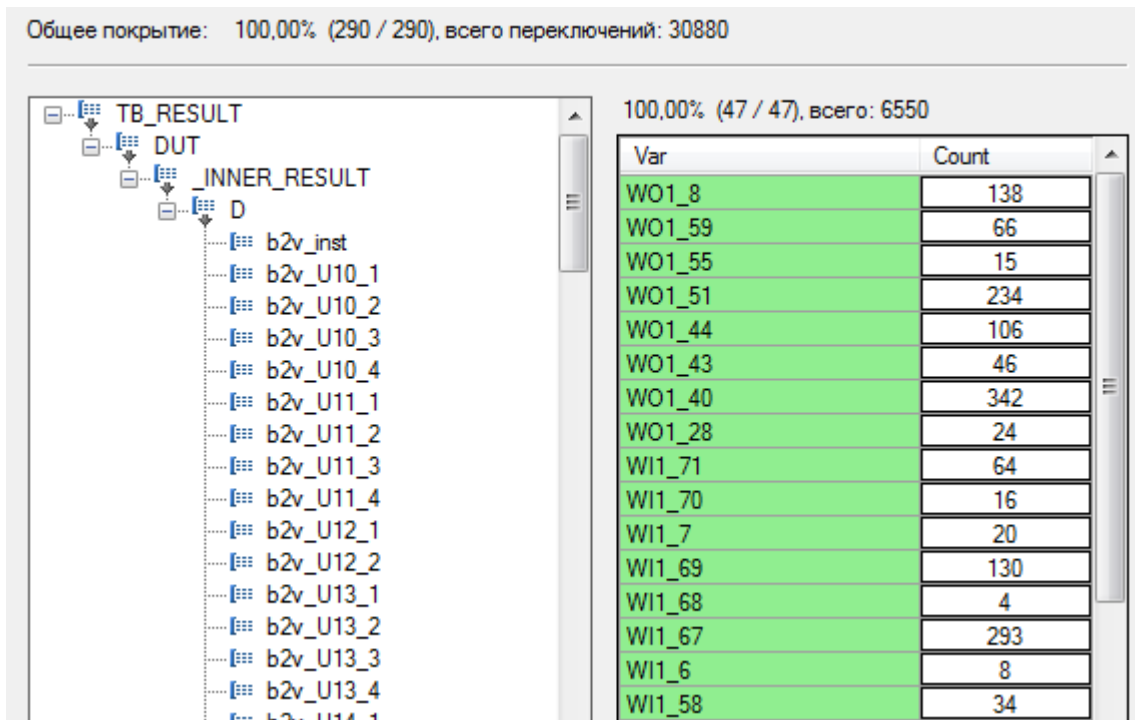 Общее покрытие: 100,00% (290 / 290), всего переключений: 30880
TB_RESULT
DUT
_INNER_RESULT
D
b2v_inst
b2v_U10_1
b2v_U10_2
b2v_U10_3
b2v_U10_4
b2v_U11_1
b2v_U11_2
b2v_U11_3
b2v_U11_4
b2v_U12_1
b2v_U12_2
b2v_U13_1
b2v_U13_2
b2v_U13_3
b2v_U13_4
b2v_U14_1
100,00% (47 / 47), всего: 6550
Var Count
WO1_8 138
WO1_59 66
WO1_55 15
WO1_51 234
WO1_44 106
WO1_43 46
WO1_40 342
WO1_28 24
WI1_71 64
WI1_70 16
WI1_7 20
WI1_69 130
WI1_68 4
WI1_67 293
WI1_6 8
WI1_58 34